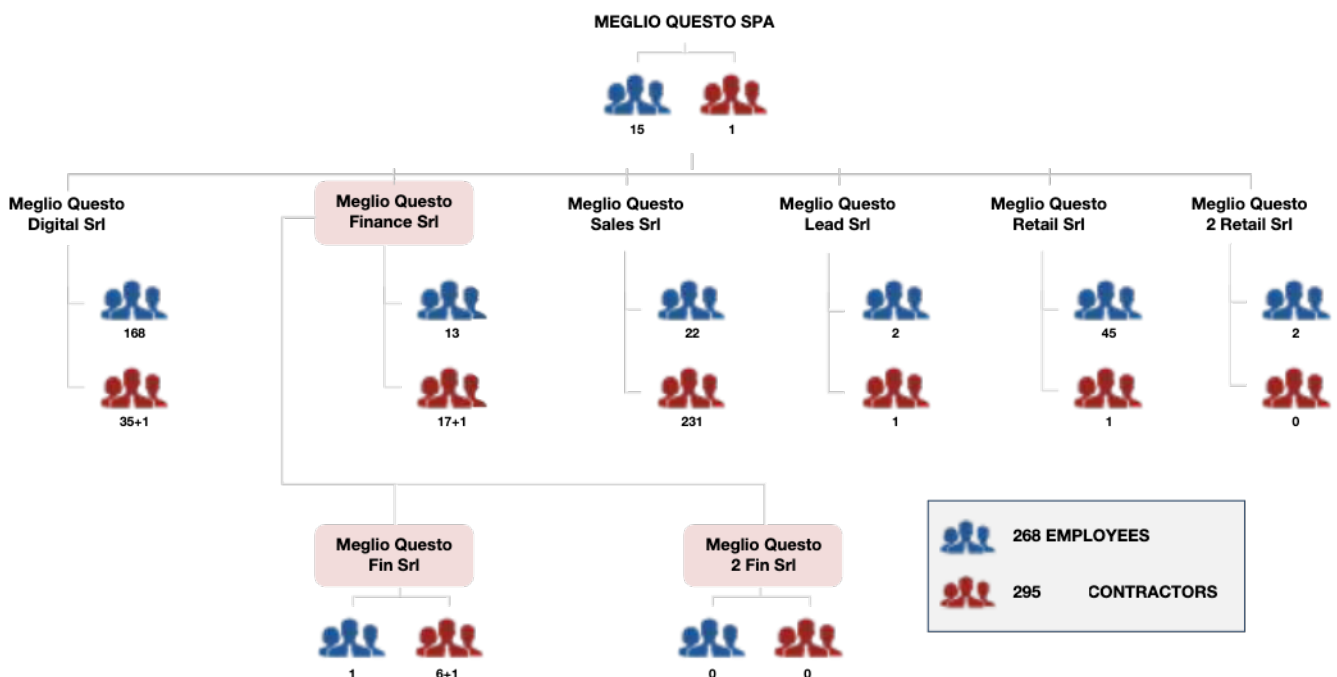 MEGLIO QUESTO SPA
15
1
Meglio Questo
Digital Srl
Meglio Questo
Finance Srl
Meglio Questo
Sales Srl
Meglio Questo
Lead Srl
Meglio Questo
Retail Srl
Meglio Questo
2 Retail Srl
168
13
22
2
45
2
35+1
17+1
231
1
1
0
Meglio Questo
Fin Srl
Meglio Questo
2 Fin Srl
1
6+1
0
0
268 EMPLOYEES
295 CONTRACTORS